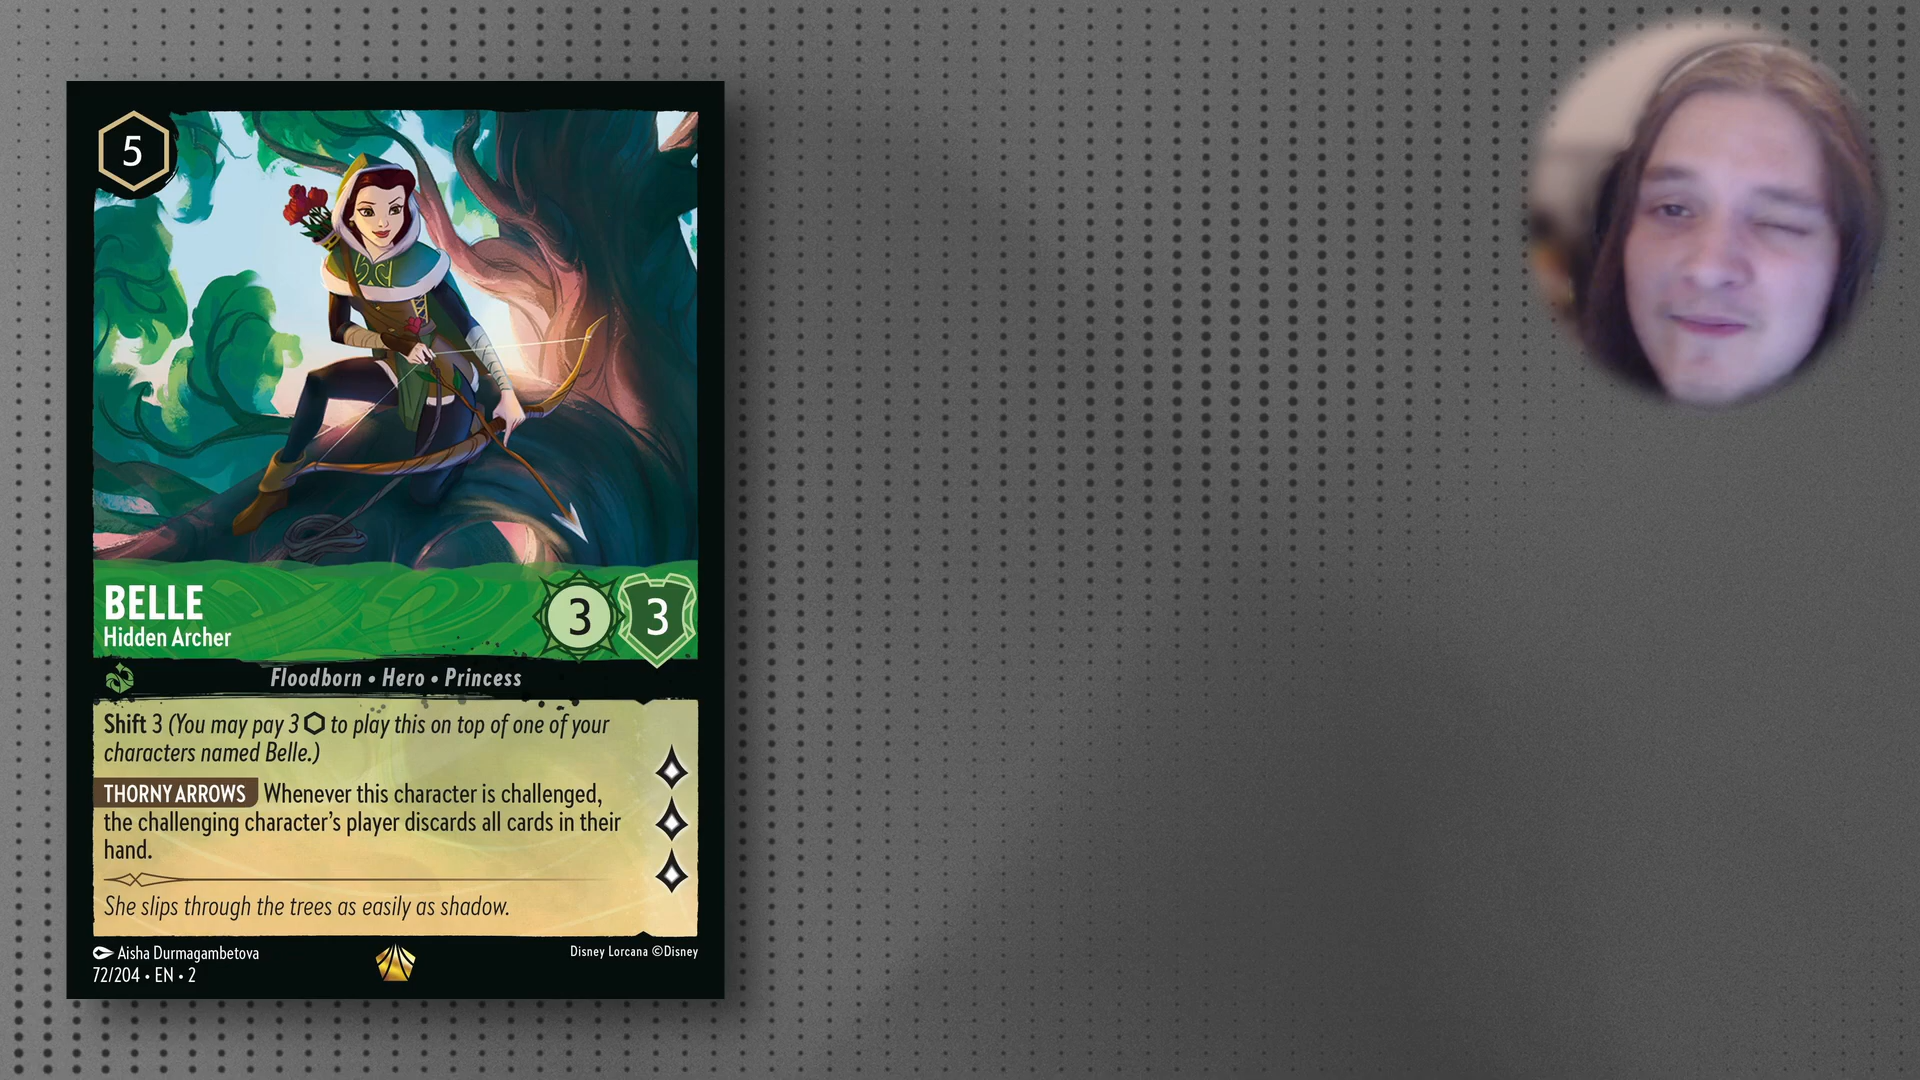 5
BELLE
Hidden Archer
3
3
Floodborn • Hero • Princess
Shift 3 (You may pay 3 ⬡ to play this on top of one of your
characters named Belle.)
THORNY ARROWS Whenever this character is challenged,
the challenging character's player discards all cards in their
hand.
She slips through the trees as easily as shadow.
Aisha Durmagambetova
72/204 • EN • 2
Disney Lorcana ©Disney